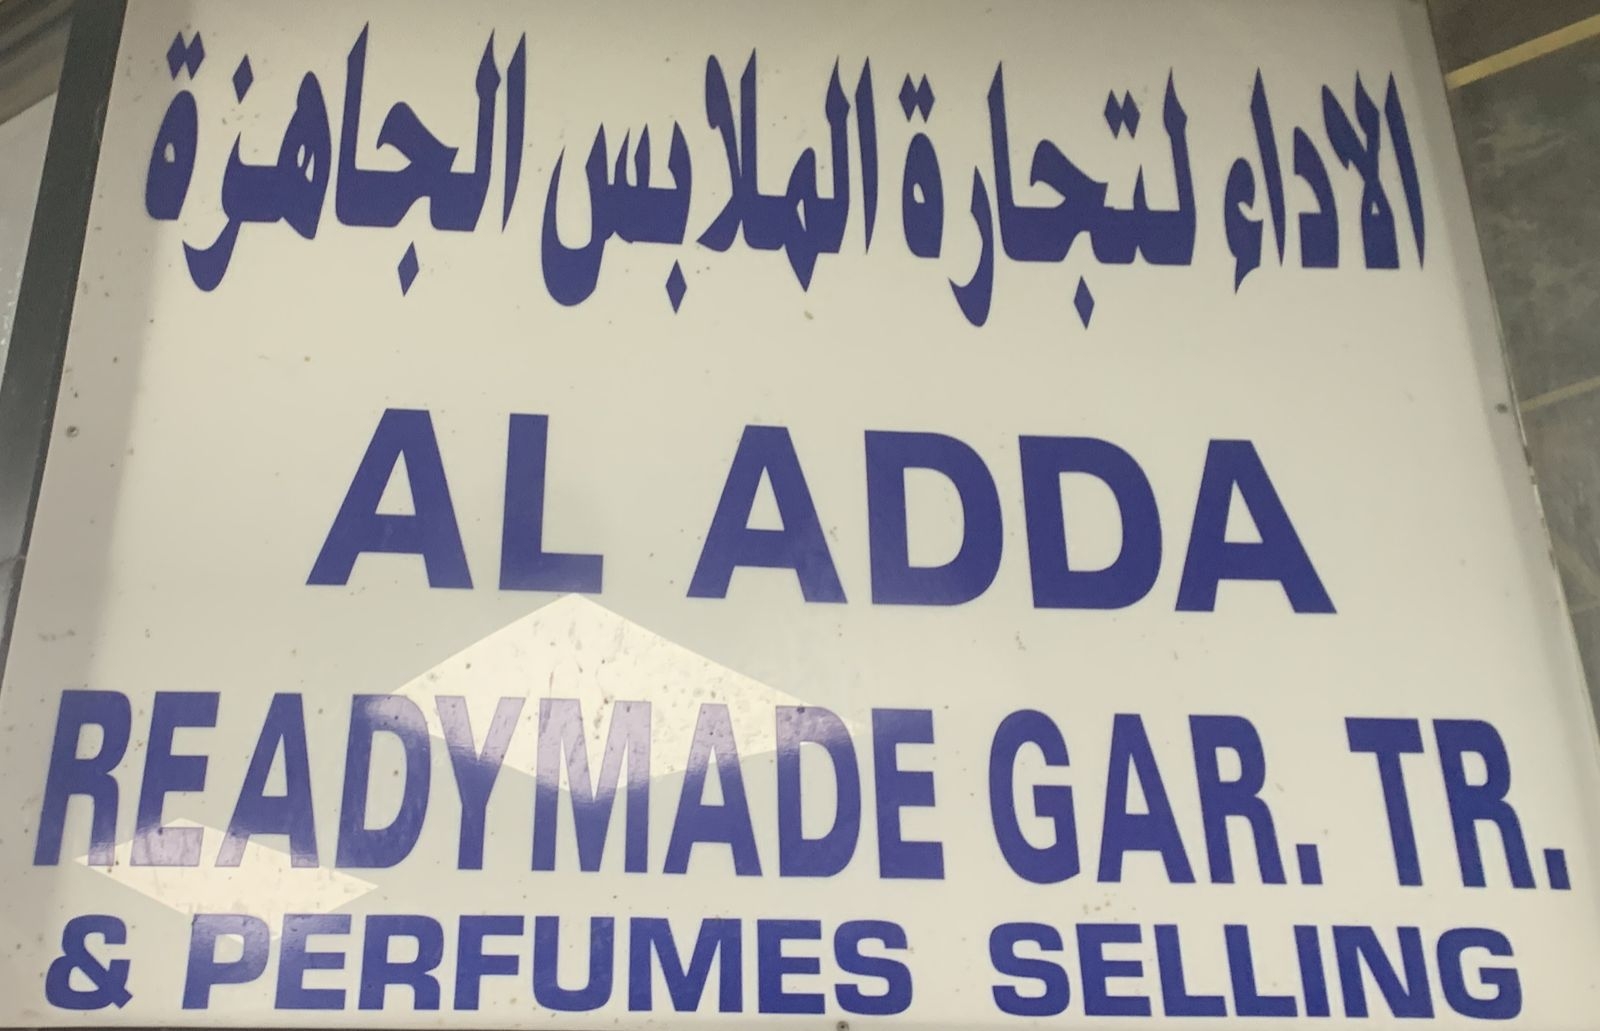 الاداء لتجارة الملابس الجاهزة
AL ADDA
READYMADE GAR. TR.
& PERFUMES SELLING